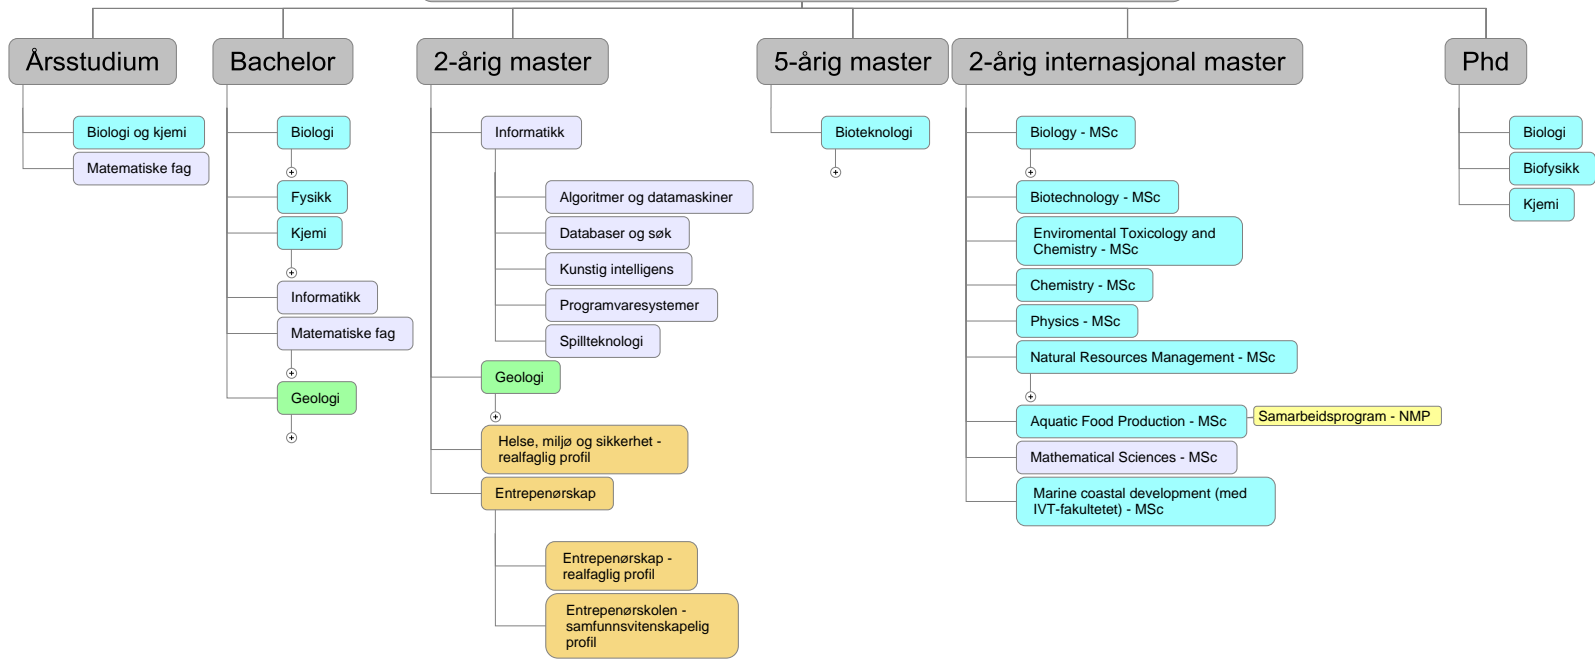 Årsstudium
Biologi og kjemi
Matematiske fag
Bachelor
Biologi
Fysikk
Kjemi
Informatikk
Matematiske fag
Geologi
2-årig master
Informatikk
Algoritmer og datamaskiner
Databaser og søk
Kunstig intelligens
Programvaresystemer
Spillteknologi
Geologi
Helse, miljø og sikkerhet -
realfaglig profil
Entrepenørskap
Entrepenørskap -
realfaglig profil
Entrepenørskolen -
samfunnsvitenskapelig
profil
5-årig master
Bioteknologi
2-årig internasjonal master
Biology - MSc
Biotechnology - MSc
Enviromental Toxicology and
Chemistry - MSc
Chemistry - MSc
Physics - MSc
Natural Resources Management - MSc
Aquatic Food Production - MSc
Samarbeidsprogram - NMP
Mathematical Sciences - MSc
Marine coastal development (med
IVT-fakultetet) - MSc
Phd
Biologi
Biofysikk
Kjemi